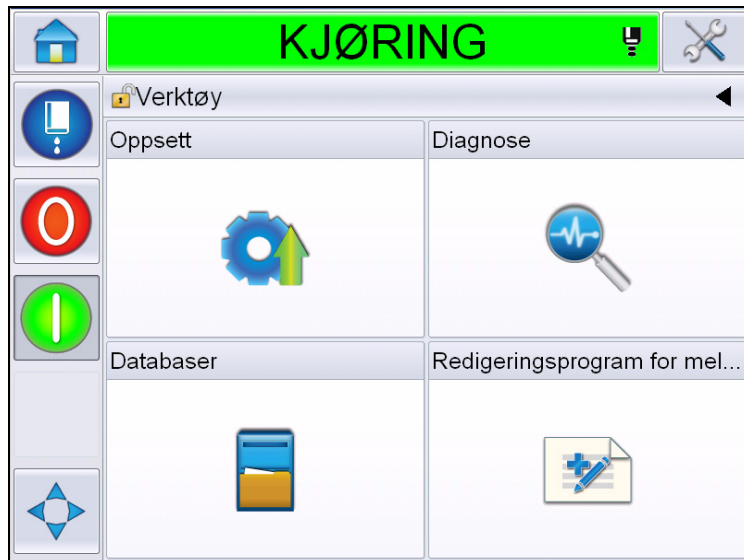 KJØRING
Verktøy
Oppsett
Diagnose
Databaser
Redigeringsprogram for mel...